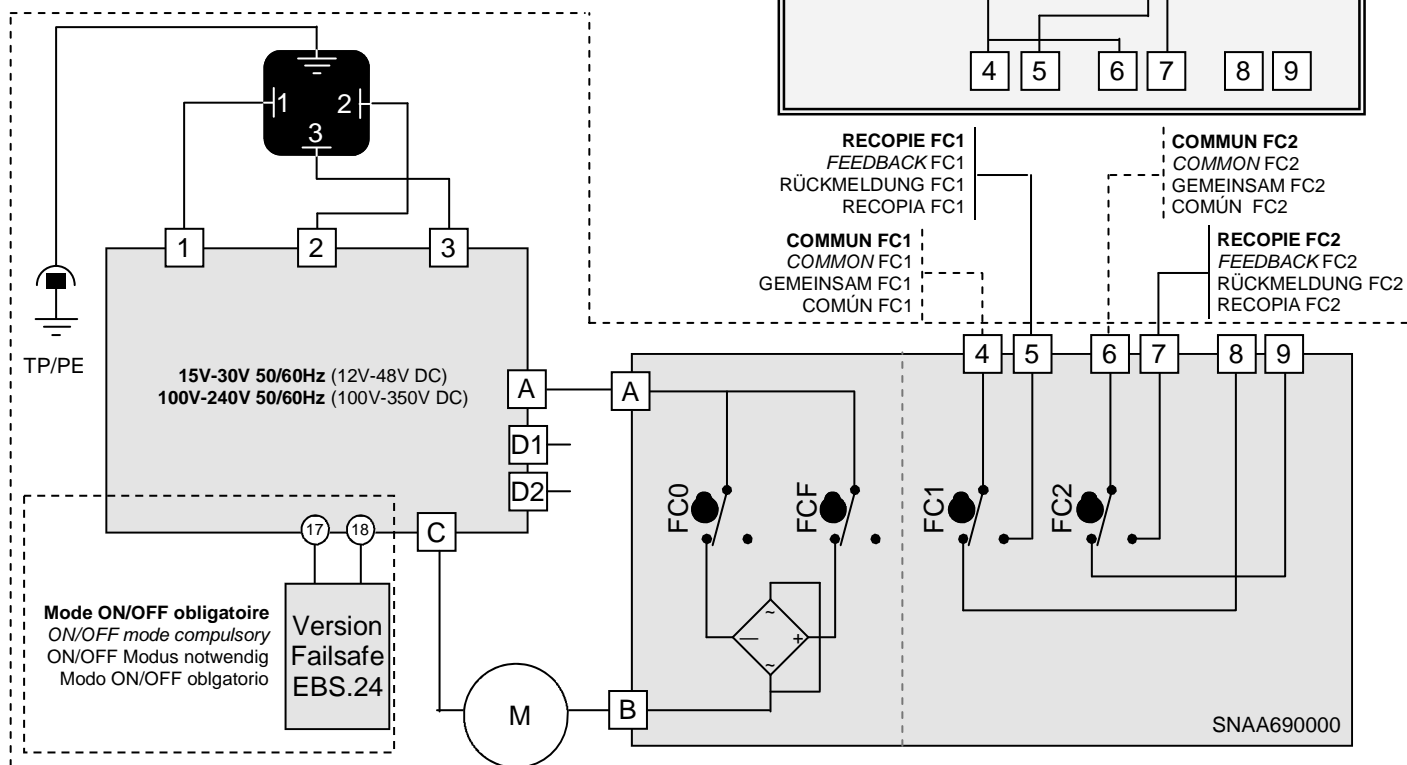 4 5 6 7 8 9
1 2
3
RECOPIE FC1
FEEDBACK FC1
RÜCKMELDUNG FC1
RECOPIA FC1
COMMUN FC2
COMMON FC2
GEMEINSAM FC2
COMÚN FC2
COMMUN FC1
COMMON FC1
GEMEINSAM FC1
COMÚN FC1
RECOPIE FC2
FEEDBACK FC2
RÜCKMELDUNG FC2
RECOPIA FC2
1 2 3
TP/PE
15V-30V 50/60Hz (12V-48V DC)
100V-240V 50/60Hz (100V-350V DC)
A
D1
D2
C
17 18
Mode ON/OFF obligatoire
ON/OFF mode compulsory
ON/OFF Modus notwendig
Modo ON/OFF oblgatorio
Version
Failsafe
EBS.24
M
A
B
4 5 6 7 8 9
FC0
FCF
FC1
FC2
~
— +
~
SNAA690000